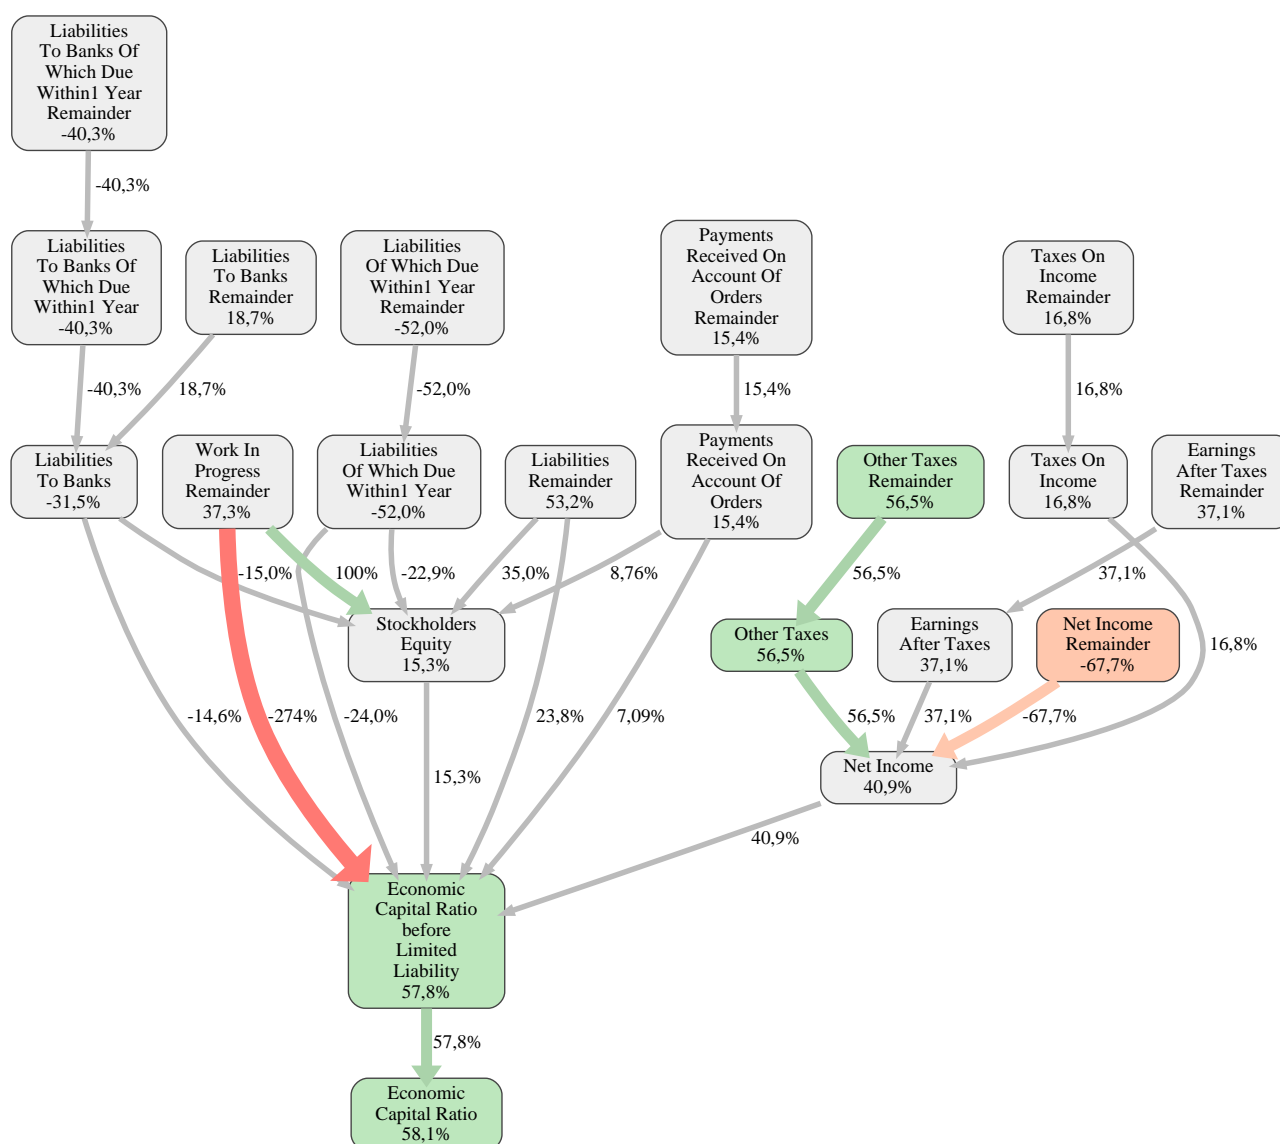 Liabilities
To Banks Of
Which Due
Within1 Year
Remainder
-40,3%
-40,3%
Liabilities
To Banks Of
Which Due
Within1 Year
-40,3%
Liabilities
To Banks
Remainder
18,7%
Liabilities
Of Which Due
Within1 Year
Remainder
-52,0%
Payments
Received On
Account Of
Orders
Remainder
15,4%
Taxes On
Income
Remainder
16,8%
-40,3%
18,7%
-52,0%
15,4%
16,8%
Liabilities
To Banks
-31,5%
Work In
Progress
Remainder
37,3%
Liabilities
Of Which Due
Within1 Year
-52,0%
Liabilities
Remainder
53,2%
Payments
Received On
Account Of
Orders
15,4%
Other Taxes
Remainder
56,5%
Taxes On
Income
16,8%
Earnings
After Taxes
Remainder
37,1%
-15,0%
100%
-22,9%
35,0%
8,76%
56,5%
37,1%
Stockholders
Equity
15,3%
Other Taxes
56,5%
Earnings
After Taxes
37,1%
Net Income
Remainder
-67,7%
16,8%
-14,6%
-274%
-24,0%
23,8%
7,09%
56,5%
37,1%
-67,7%
15,3%
Net Income
40,9%
40,9%
Economic
Capital Ratio
before
Limited
Liability
57,8%
57,8%
Economic
Capital Ratio
58,1%